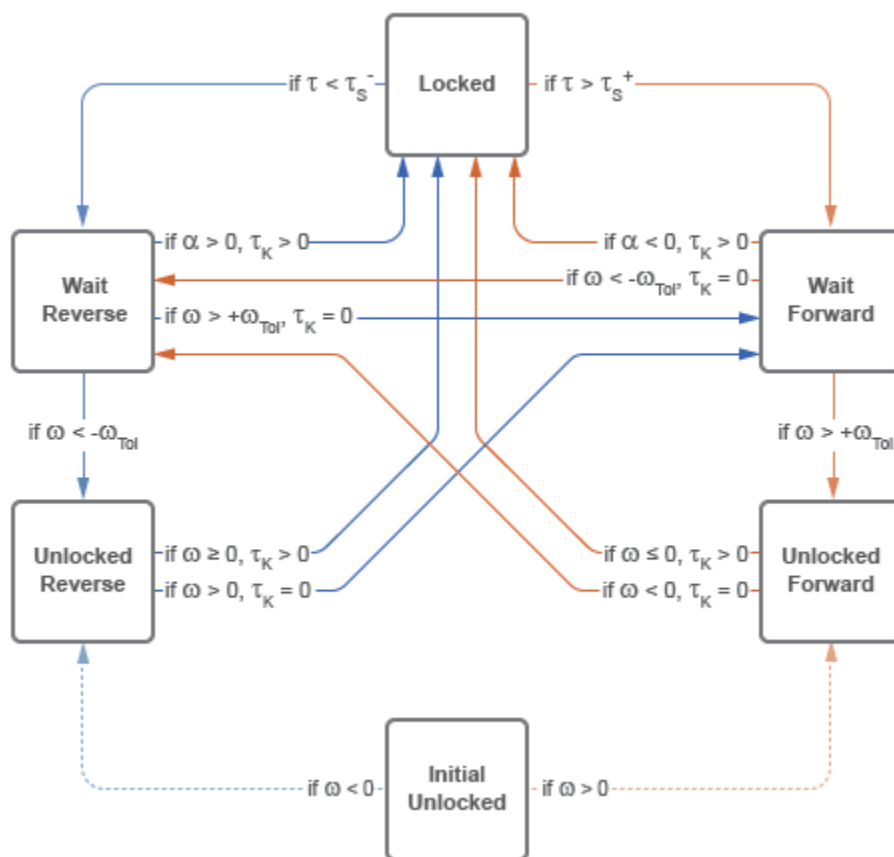 if τ < τS-
Locked
if τ > τS+
if α > 0, τK > 0
if α < 0, τK > 0
Wait
Reverse
if ω < -ωTol, τK = 0
Wait
Forward
if ω > +ωTol, τK = 0
if ω < -ωTol
if ω > +ωTol
Unlocked
Reverse
if ω ≥ 0, τK > 0
if ω > 0, τK = 0
if ω ≤ 0, τK > 0
if ω < 0, τK = 0
Unlocked
Forward
if ω < 0
Initial
Unlocked
if ω > 0